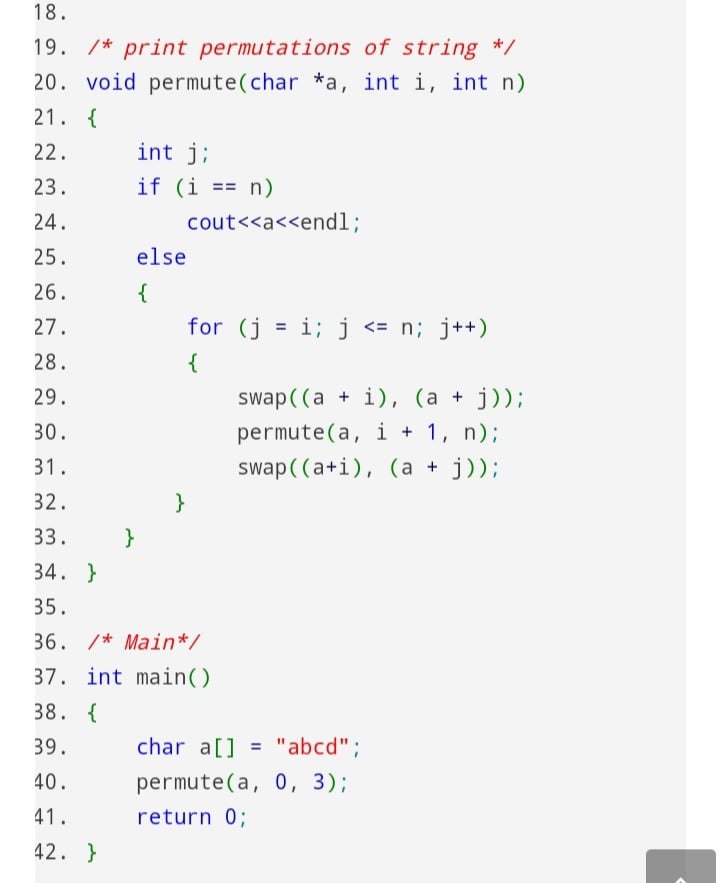 18.
19. /* print permutations of string */
20. void permute(char *a, int i, int n)
21. {
22.     int j;
23.     if (i == n)
24.         cout<<a<<endl;
25.     else
26.     {
27.         for (j = i; j <= n; j++)
28.         {
29.             swap((a + i), (a + j));
30.             permute(a, i + 1, n);
31.             swap((a+i), (a + j));
32.        }
33.    }
34. }
35.
36. /* Main*/
37. int main()
38. {
39.     char a[] = "abcd";
40.     permute(a, 0, 3);
41.     return 0;
42. }